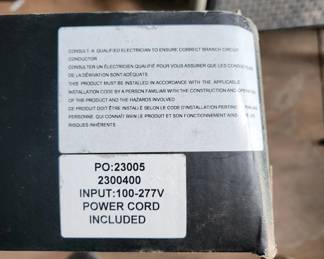 CONSULT A QUALIFIED ELECTRICIAN TO ENSURE CORRECT BRANCH CIRCUIT
CONDUCTOR
CONSULTER UN ÉLECTRICIEN QUALIFIÉ POUR VOUS ASSURER QUE LES
DE LA DÉRIVATION SONT ADÉQUATS
THIS PRODUCT MUST BE INSTALLED IN ACCORDANCE WITH THE APPLICABLE
INSTALLATION CODE BY A PERSON FAMILIAR WITH THE CONSTRUCTION AND
OF THE PRODUCT AND THE HAZARDS INVOLVED
CE PRODUIT DOIT ÊTRE INSTALLÉ SELON LE CODE D'INSTALLATION PERTINENT,
PERSONNE QUI CONNAÎT BIEN LE PRODUIT ET SON FONCTIONNEMENT AINSI
RISQUES INHÉRENTS
PO:23005
2300400
INPUT:100-277V
POWER CORD
INCLUDED